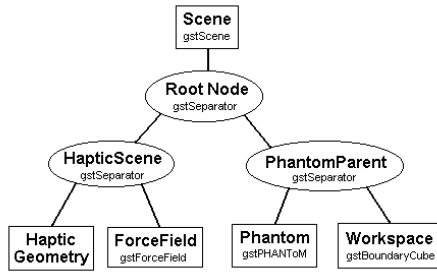 Scene
gstScene
Root Node
gstSeparator
HapticScene
gstSeparator
PhantomParent
gstSeparator
Haptic
Geometry
ForceField
gstForceField
Phantom
gstPHANToM
Workspace
gstBoundaryCube